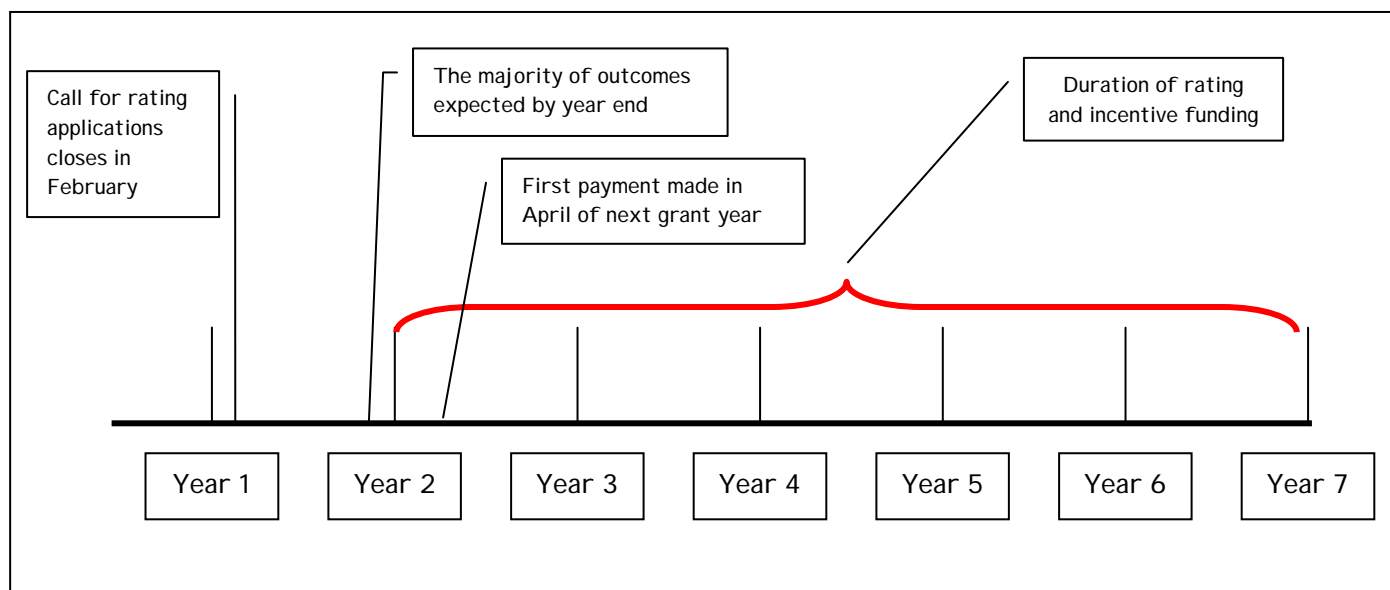 Call for rating
applications
closes in
February
The majority of outcomes
expected by year end
First payment made in
April of next grant year
Duration of rating
and incentive funding
Year 1
Year 2
Year 3
Year 4
Year 5
Year 6
Year 7